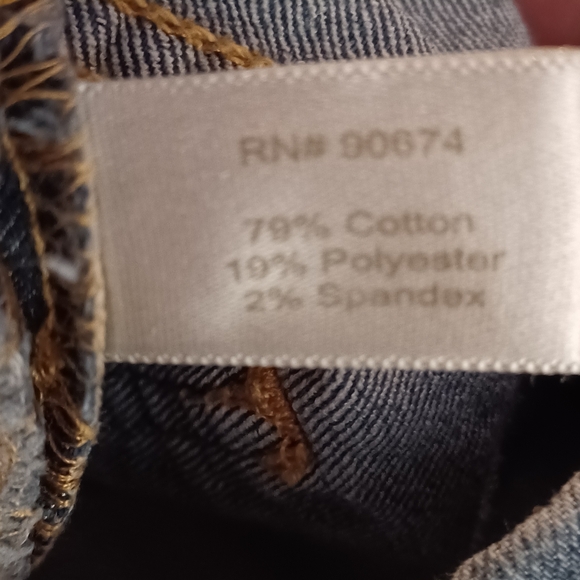 RN# 90674
79% Cotton
19% Polyester
2% Spandex